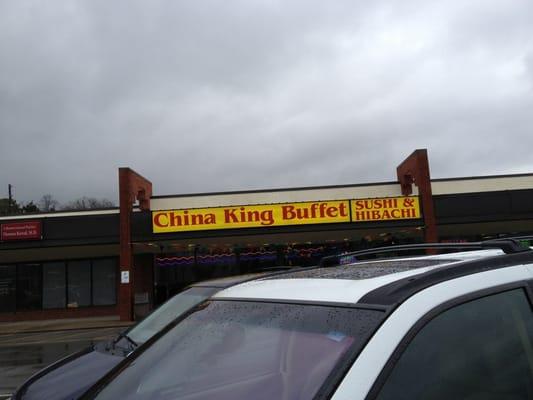 China King Buffet
SUSHI &
HIBACHI